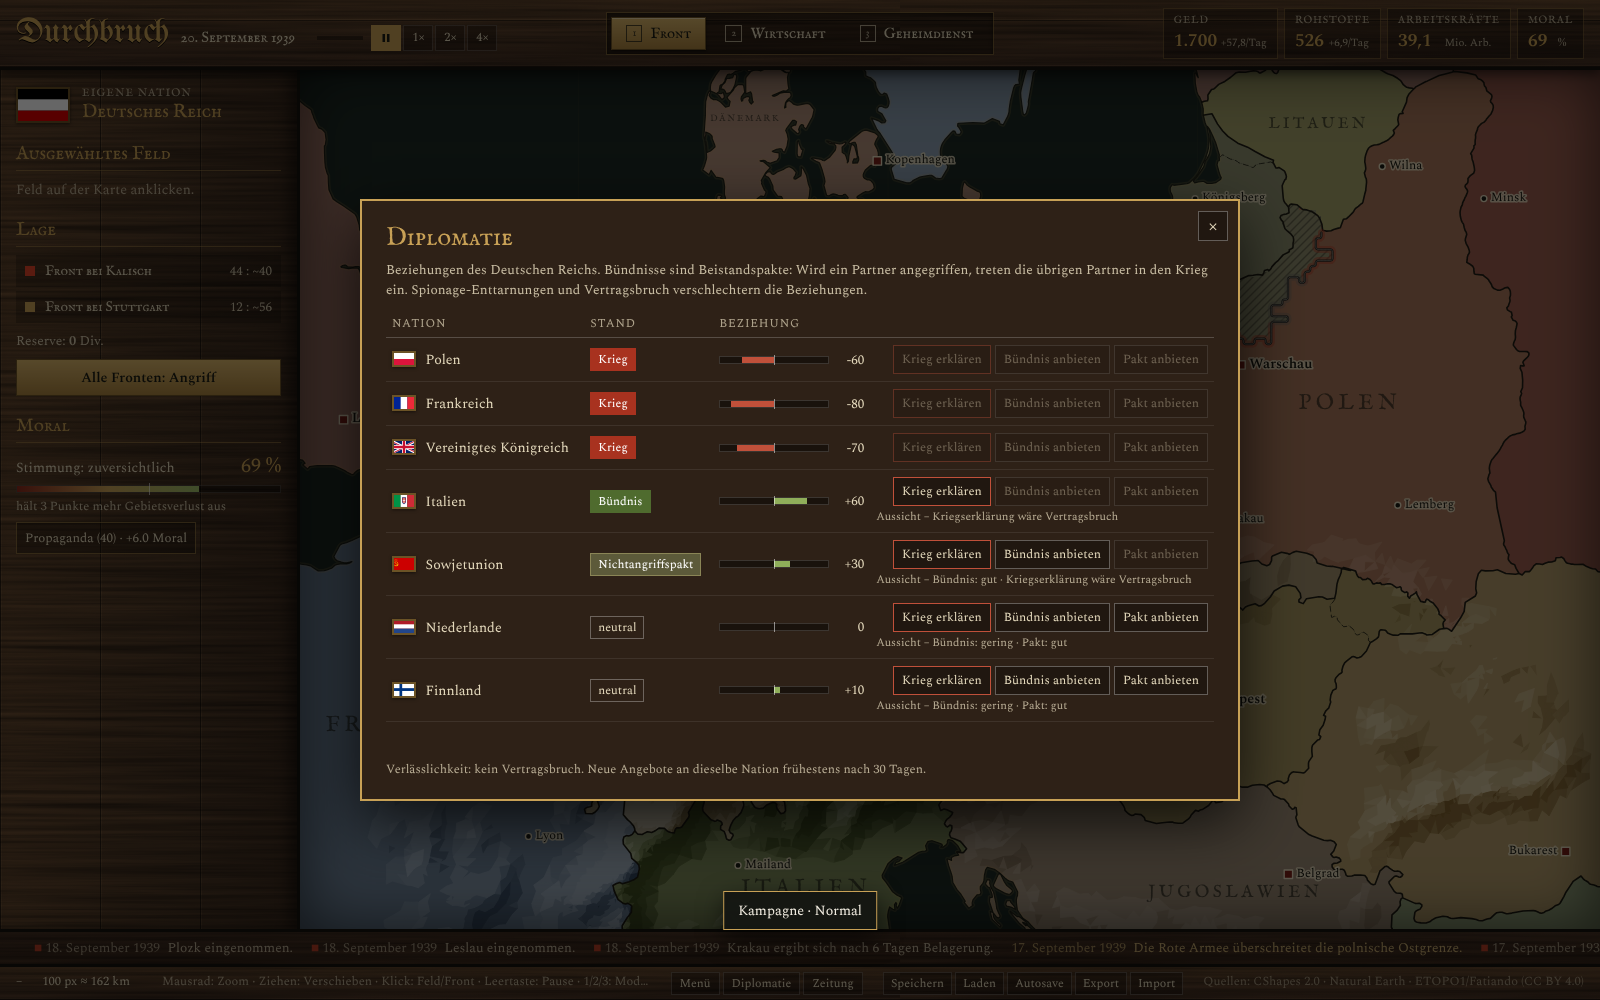 Durchbruch
20. September 1939
1×
2×
4×
1 Front
2 Wirtschaft
3 Geheimdienst
Geld
1.700 +57,8/Tag
Rohstoffe
526 +6,9/Tag
Arbeitskräfte
39,1 Mio. Arb.
Moral
69 %
Eigene Nation
Deutsches Reich
Ausgewähltes Feld
Feld auf der Karte anklicken.
Lage
Front bei Kalisch 44 : ~40
Front bei Stuttgart 12 : ~56
Reserve: 0 Div.
Alle Fronten: Angriff
Moral
Stimmung: zuversichtlich 69 %
hält 3 Punkte mehr Gebietsverlust aus
Propaganda (40) · +6.0 Moral
DÄNEMARK
Kopenhagen
LITAUEN
Wilna
Königsberg
Minsk
Warschau
POLEN
Lemberg
Lyon
Mailand
ITALIEN
JUGOSLAWIEN
Belgrad
Bukarest
Diplomatie
×
Beziehungen des Deutschen Reichs. Bündnisse sind Beistandspakte: Wird ein Partner angegriffen, treten die übrigen Partner in den Krieg
ein. Spionage-Enttarnungen und Vertragsbruch verschlechtern die Beziehungen.
NATION STAND BEZIEHUNG
Polen Krieg -60 Krieg erklären Bündnis anbieten Pakt anbieten
Frankreich Krieg -80 Krieg erklären Bündnis anbieten Pakt anbieten
Vereinigtes Königreich Krieg -70 Krieg erklären Bündnis anbieten Pakt anbieten
Italien Bündnis +60 Krieg erklären Bündnis anbieten Pakt anbieten
Aussicht – Kriegserklärung wäre Vertragsbruch
Sowjetunion Nichtangriffspakt +30 Krieg erklären Bündnis anbieten Pakt anbieten
Aussicht – Bündnis: gut · Kriegserklärung wäre Vertragsbruch
Niederlande neutral 0 Krieg erklären Bündnis anbieten Pakt anbieten
Aussicht – Bündnis: gering · Pakt: gut
Finnland neutral +10 Krieg erklären Bündnis anbieten Pakt anbieten
Aussicht – Bündnis: gering · Pakt: gut
Verlässlichkeit: kein Vertragsbruch. Neue Angebote an dieselbe Nation frühestens nach 30 Tagen.
Kampagne · Normal
18. September 1939 Plozk eingenommen. 18. September 1939 Leslau eingenommen. 18. September 1939 Krakau ergibt sich nach 6 Tagen Belagerung. 17. September 1939 Die Rote Armee überschreitet die polnische Ostgrenze. 17. September 193
– 100 px ≈ 162 km Mausrad: Zoom · Ziehen: Verschieben · Klick: Feld/Front · Leertaste: Pause · 1/2/3: Mod... Menü Diplomatie Zeitung Speichern Laden Autosave Export Import Quellen: CShapes 2.0 · Natural Earth · ETOPO1/Fatiando (CC BY 4.0)